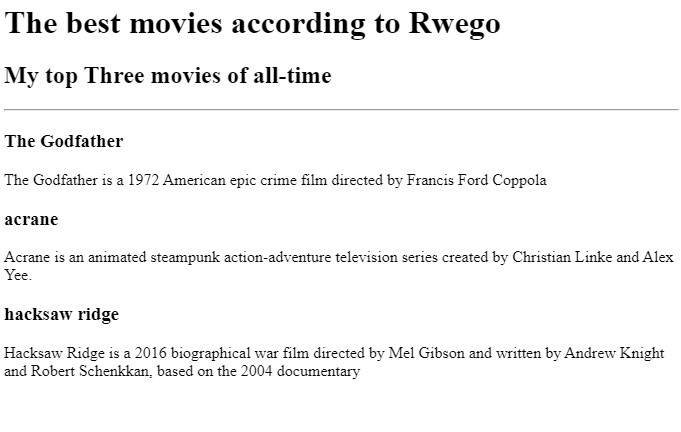 The best movies according to Rwego
My top Three movies of all-time
The Godfather
The Godfather is a 1972 American epic crime film directed by Francis Ford Coppola
acrane
Acrane is an animated steampunk action-adventure television series created by Christian Linke and Alex
Yee.
hacksaw ridge
Hacksaw Ridge is a 2016 biographical war film directed by Mel Gibson and written by Andrew Knight
and Robert Schenkkan, based on the 2004 documentary